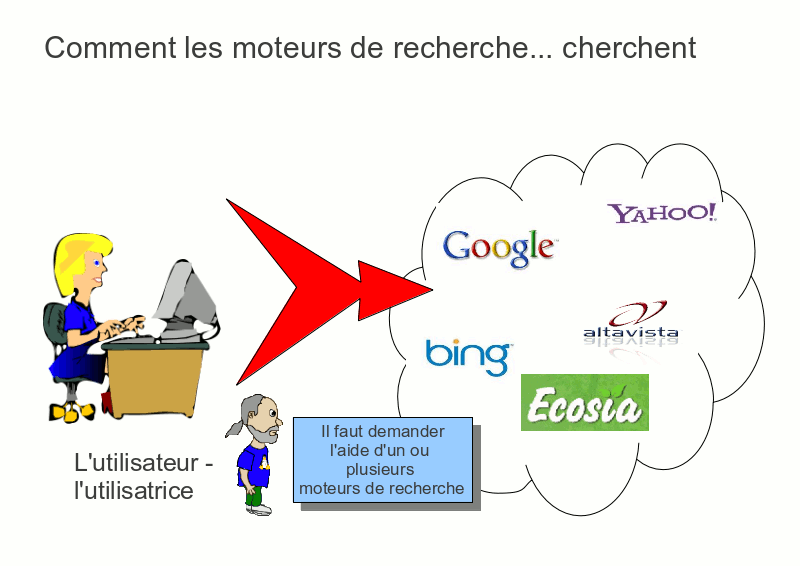 Comment les moteurs de recherche... cherchent
YAHOO!
Google
altavista
bing
Ecosia
Il faut demander
l'aide d'un ou
plusieurs
moteurs de recherche
L'utilisateur -
l'utilisatrice